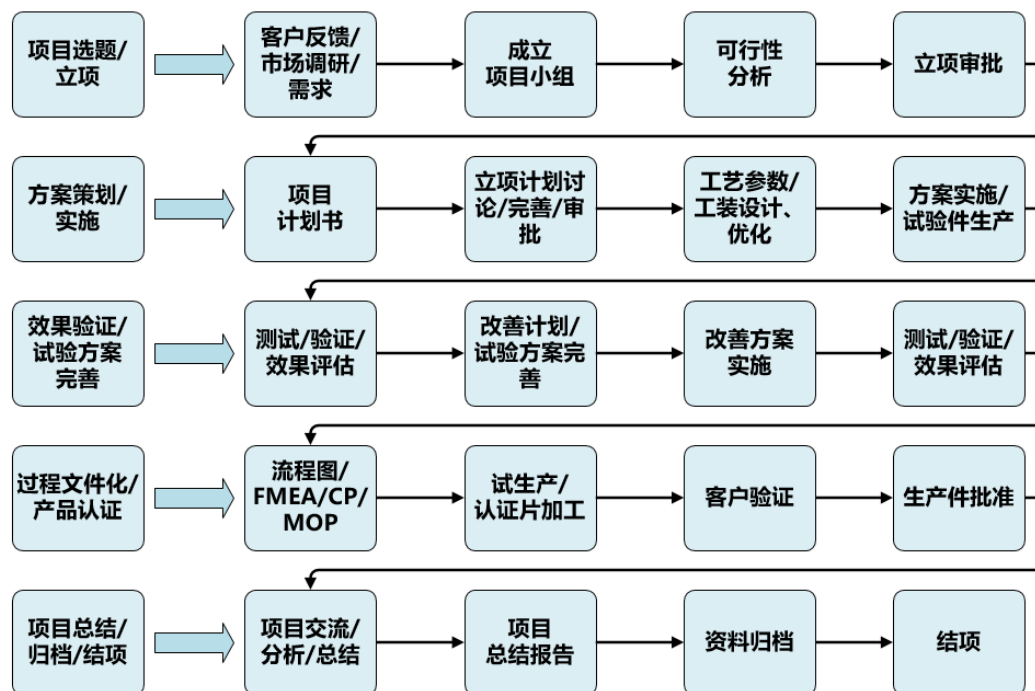 项目选题/
立项
客户反馈/
市场调研/
需求
成立
项目小组
可行性
分析
立项审批
方案策划/
实施
项目
计划书
立项计划讨
论/完善/审
批
工艺参数/
工装设计、
优化
方案实施/
试验件生产
效果验证/
试验方案
完善
测试/验证/
效果评估
改善计划/
试验方案完
善
改善方案
实施
测试/验证/
效果评估
过程文件化/
产品认证
流程图/
FMEA/CP/
MOP
试生产/
认证片加工
客户验证
生产件批准
项目总结/
归档/结项
项目交流/
分析/总结
项目
总结报告
资料归档
结项